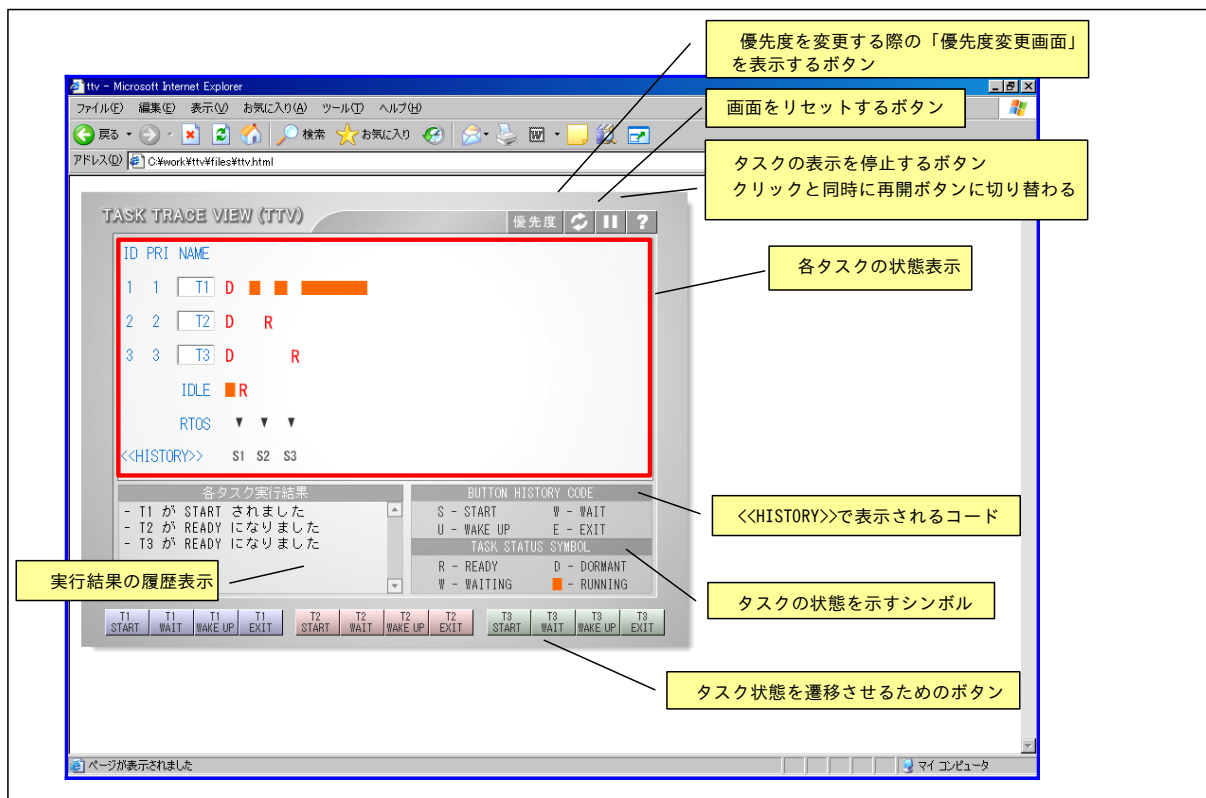 優先度を変更する際の「優先度変更画面」
を表示するボタン
ttv - Microsoft Internet Explorer
ファイル(F) 編集(E) 表示(V) お気に入り(A) ツール(T) ヘルプ(H)
画面をリセットするボタン
戻る 検索 お気に入り
アドレス(D) C:¥work¥ttv¥files¥ttv.html
タスクの表示を停止するボタン
クリックと同時に再開ボタンに切り替わる
TASK TRACE VIEW (TTV)
優先度 ?
ID PRI NAME
各タスクの状態表示
1 1 T1 D
2 2 T2 D R
3 3 T3 D R
IDLE R
RTOS ▼ ▼ ▼
<<HISTORY>> S1 S2 S3
各タスク実行結果
- T1 が START されました
- T2 が READY になりました
- T3 が READY になりました
BUTTON HISTORY CODE
S - START W - WAIT
U - WAKE UP E - EXIT
TASK STATUS SYMBOL
R - READY D - DORMANT
W - WAITING ■ - RUNNING
<<HISTORY>>で表示されるコード
実行結果の履歴表示
タスクの状態を示すシンボル
T1 START T1 WAIT T1 WAKE UP T1 EXIT T2 START T2 WAIT T2 WAKE UP T2 EXIT T3 START T3 WAIT T3 WAKE UP T3 EXIT
タスク状態を遷移させるためのボタン
ページが表示されました
マイ コンピュータ